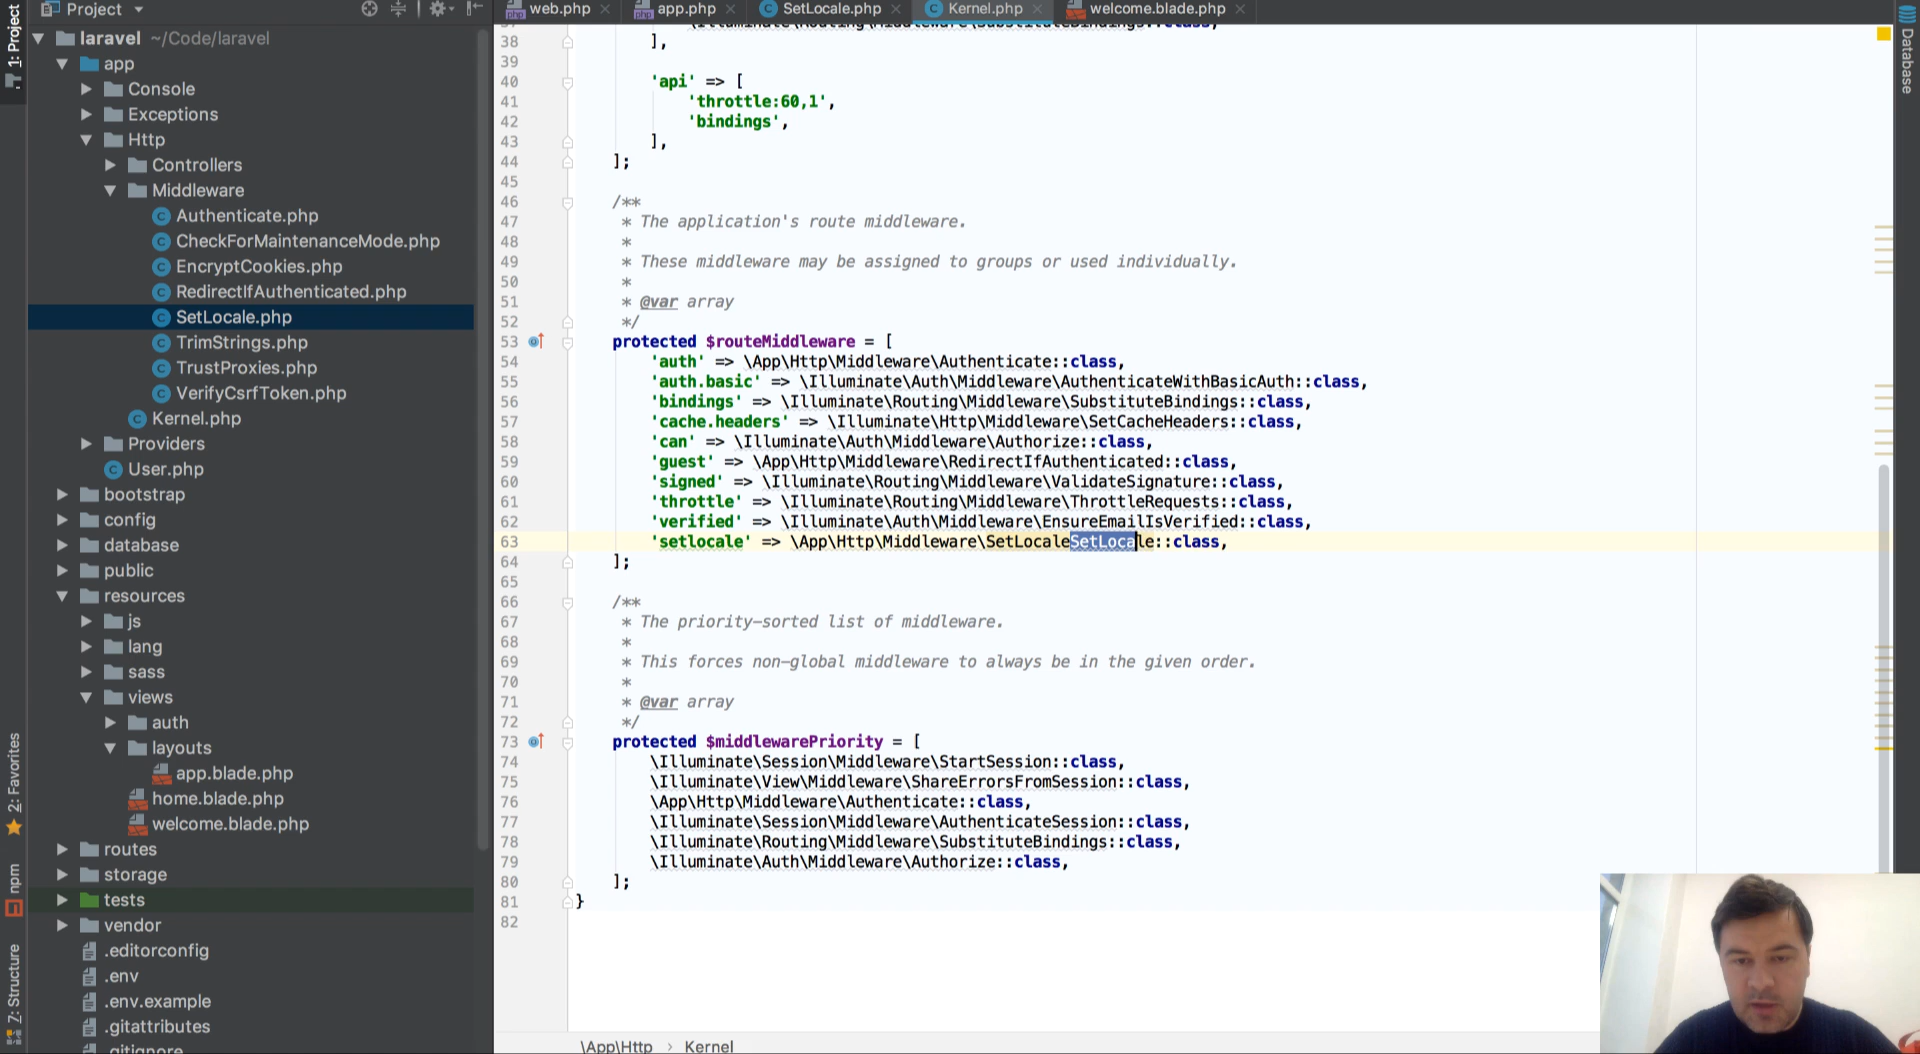 Project
web.php
app.php
SetLocale.php
Kernel.php
welcome.blade.php
1: Project
2: Favorites
npm
Z: Structure
Database
laravel ~/Code/laravel
app
Console
Exceptions
Http
Controllers
Middleware
Authenticate.php
CheckForMaintenanceMode.php
EncryptCookies.php
RedirectIfAuthenticated.php
SetLocale.php
TrimStrings.php
TrustProxies.php
VerifyCsrfToken.php
Kernel.php
Providers
User.php
bootstrap
config
database
public
resources
js
lang
sass
views
auth
layouts
app.blade.php
home.blade.php
welcome.blade.php
routes
storage
tests
vendor
.editorconfig
.env
.env.example
.gitattributes
.gitignore
37 \Illuminate\Routing\Middleware\SubstituteBindings::class,
38 ],
39
40 'api' => [
41 'throttle:60,1',
42 'bindings',
43 ],
44 ];
45
46 /**
47 * The application's route middleware.
48 *
49 * These middleware may be assigned to groups or used individually.
50 *
51 * @var array
52 */
53 protected $routeMiddleware = [
54 'auth' => \App\Http\Middleware\Authenticate::class,
55 'auth.basic' => \Illuminate\Auth\Middleware\AuthenticateWithBasicAuth::class,
56 'bindings' => \Illuminate\Routing\Middleware\SubstituteBindings::class,
57 'cache.headers' => \Illuminate\Http\Middleware\SetCacheHeaders::class,
58 'can' => \Illuminate\Auth\Middleware\Authorize::class,
59 'guest' => \App\Http\Middleware\RedirectIfAuthenticated::class,
60 'signed' => \Illuminate\Routing\Middleware\ValidateSignature::class,
61 'throttle' => \Illuminate\Routing\Middleware\ThrottleRequests::class,
62 'verified' => \Illuminate\Auth\Middleware\EnsureEmailIsVerified::class,
63 'setlocale' => \App\Http\Middleware\SetLocaleSetLocale::class,
64 ];
65
66 /**
67 * The priority-sorted list of middleware.
68 *
69 * This forces non-global middleware to always be in the given order.
70 *
71 * @var array
72 */
73 protected $middlewarePriority = [
74 \Illuminate\Session\Middleware\StartSession::class,
75 \Illuminate\View\Middleware\ShareErrorsFromSession::class,
76 \App\Http\Middleware\Authenticate::class,
77 \Illuminate\Session\Middleware\AuthenticateSession::class,
78 \Illuminate\Routing\Middleware\SubstituteBindings::class,
79 \Illuminate\Auth\Middleware\Authorize::class,
80 ];
81 }
82
\App\Http › Kernel